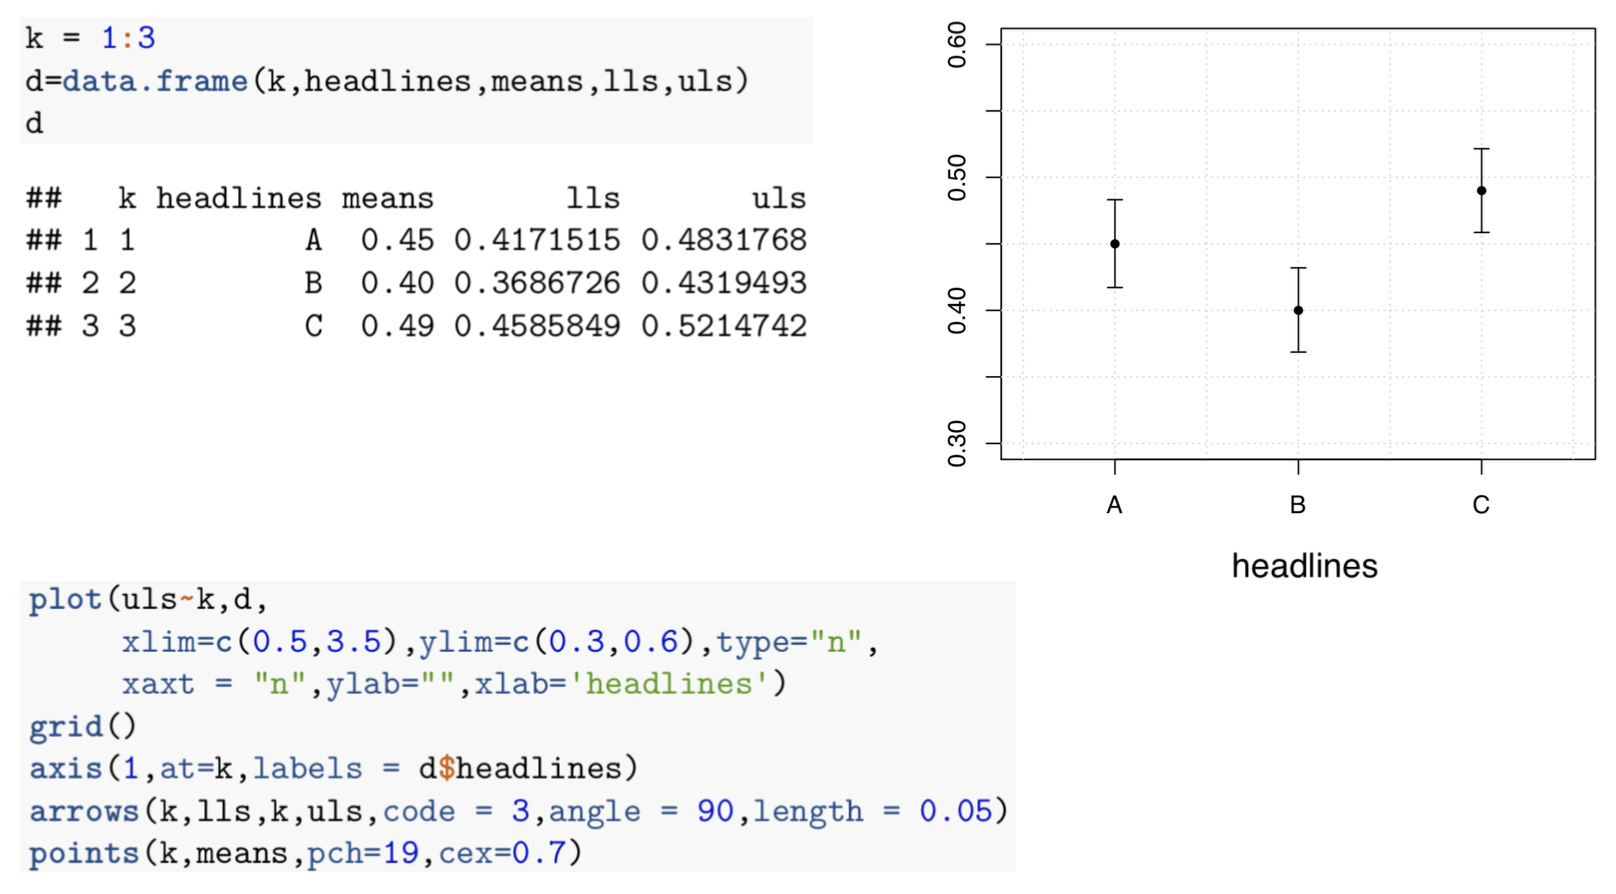 k = 1:3
d=data.frame(k,headlines,means,lls,uls)
d
##   k headlines means       lls       uls
## 1 1         A  0.45 0.4171515 0.4831768
## 2 2         B  0.40 0.3686726 0.4319493
## 3 3         C  0.49 0.4585849 0.5214742
0.60
0.50
0.40
0.30
A B C
headlines
plot(uls~k,d,
     xlim=c(0.5,3.5),ylim=c(0.3,0.6),type="n",
     xaxt = "n",ylab="",xlab='headlines')
grid()
axis(1,at=k,labels = d$headlines)
arrows(k,lls,k,uls,code = 3,angle = 90,length = 0.05)
points(k,means,pch=19,cex=0.7)